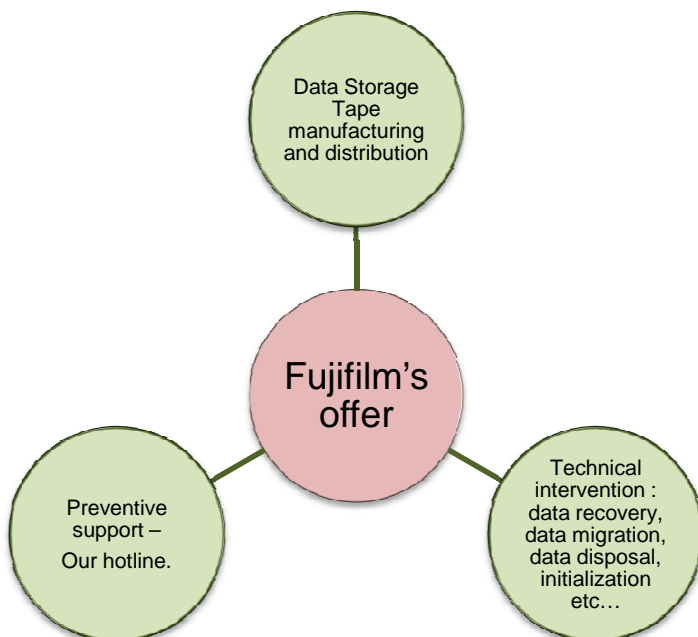 Data Storage
Tape
manufacturing
and distribution
Fujifilm’s
offer
Preventive
support –
Our hotline.
Technical
intervention :
data recovery,
data migration,
data disposal,
initialization
etc…